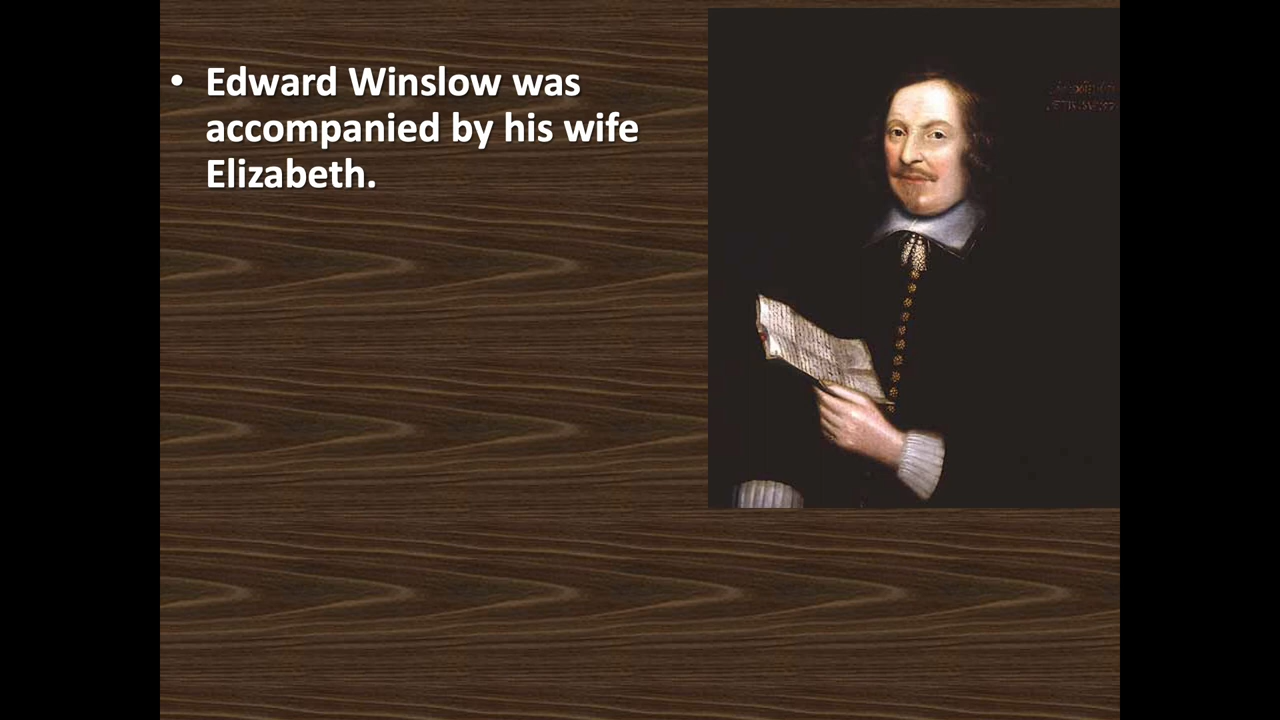 • Edward Winslow was
accompanied by his wife
Elizabeth.